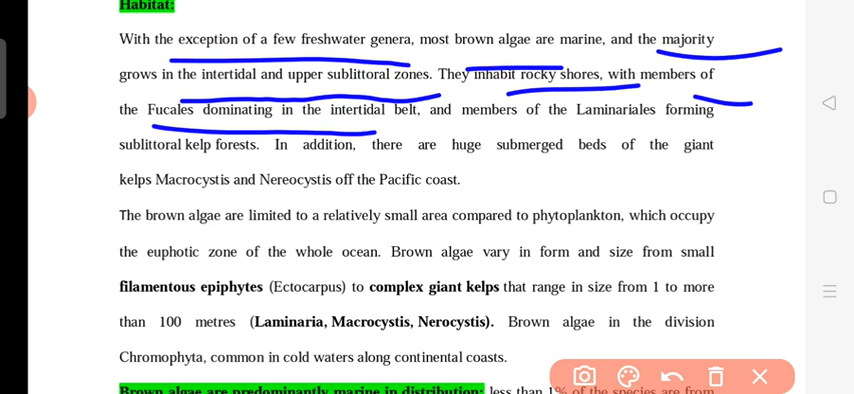 Habitat:
With the exception of a few freshwater genera, most brown algae are marine, and the majority
grows in the intertidal and upper sublittoral zones. They inhabit rocky shores, with members of
the Fucales dominating in the intertidal belt, and members of the Laminariales forming
sublittoral kelp forests. In addition, there are huge submerged beds of the giant
kelps Macrocystis and Nereocystis off the Pacific coast.
The brown algae are limited to a relatively small area compared to phytoplankton, which occupy
the euphotic zone of the whole ocean. Brown algae vary in form and size from small
filamentous epiphytes (Ectocarpus) to complex giant kelps that range in size from 1 to more
than 100 metres (Laminaria, Macrocystis, Nerocystis). Brown algae in the division
Chromophyta, common in cold waters along continental coasts.
Brown algae are predominantly marine in distribution: less than 1% of the species are from